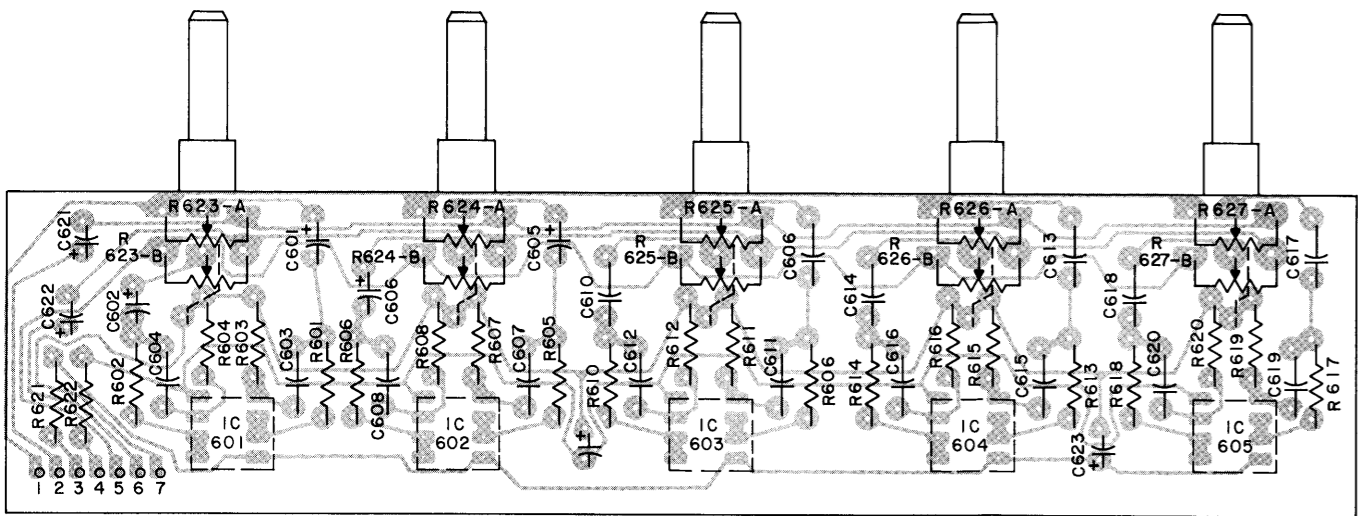 R623-A
R624-A
R625-A
R626-A
R627-A
C621
R
623-B
C601
R624-B
C605
R
625-B
C606
R
626-B
C613
R
627-B
C617
C622
C602
C606
C610
C614
C618
R621
R622
R602
C604
R604
R603
C603
R601
R606
C608
R608
R607
C607
R605
R610
C612
R612
R611
C611
R606
R614
C616
R616
R615
C615
R613
R618
C620
R620
R619
C619
R617
IC
601
IC
602
IC
603
IC
604
C623
IC
605
1 2 3 4 5 6 7